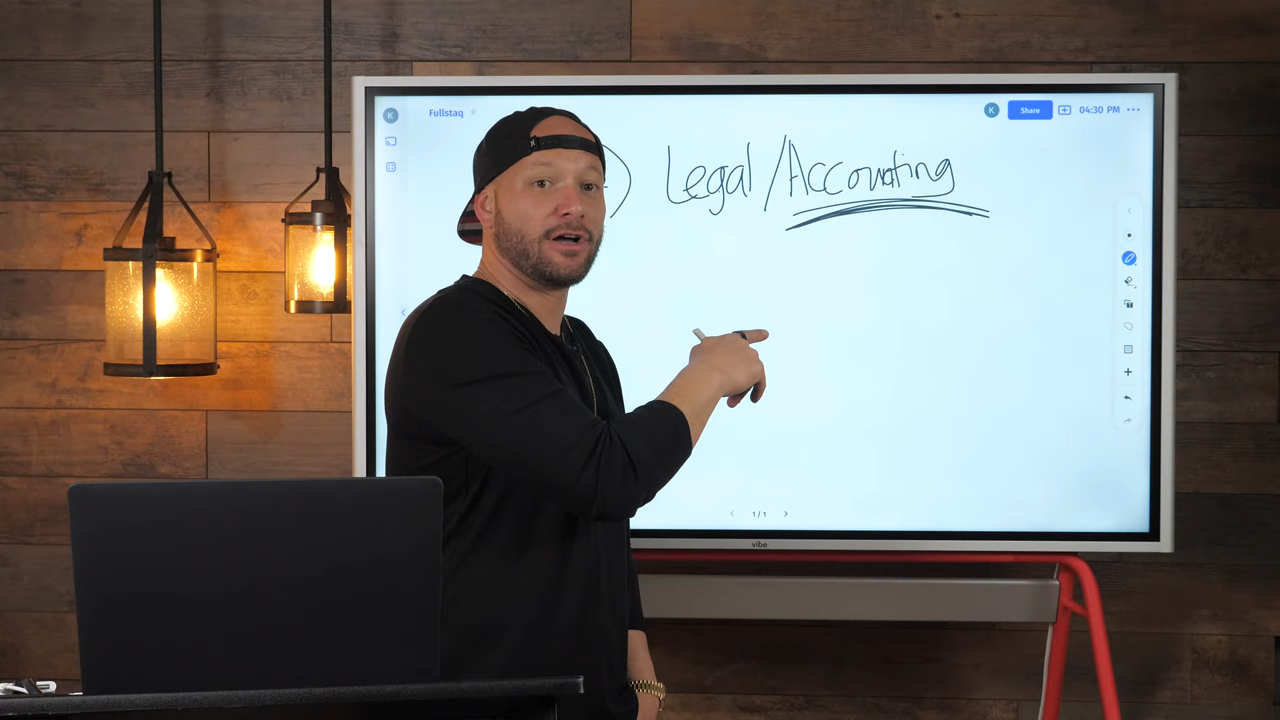 K
Fullstaq
K
Share
04:30 PM
) Legal / Accounting
1/1
vibe